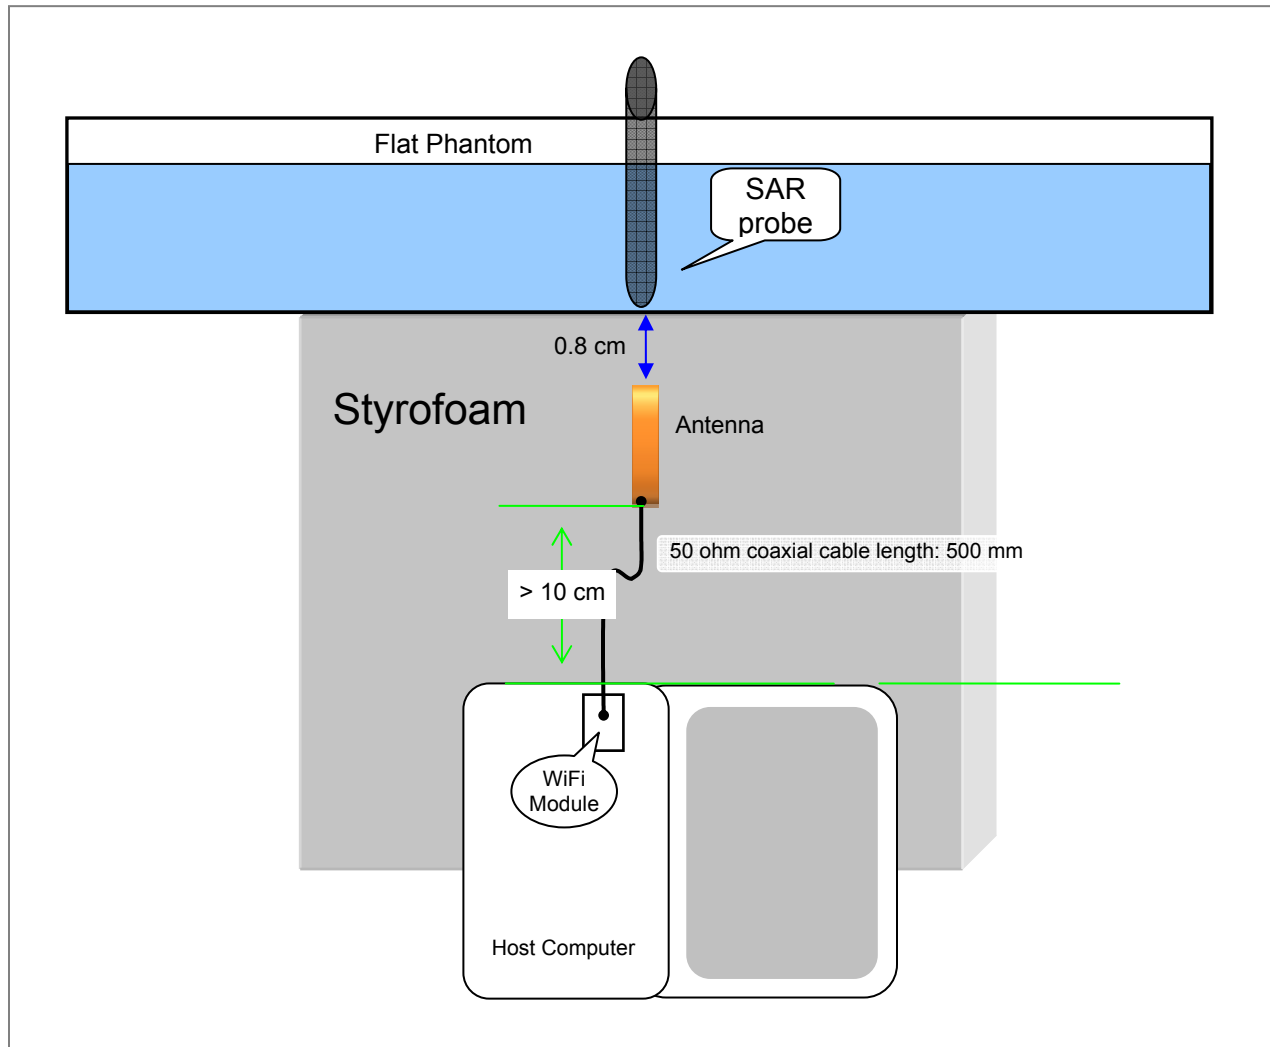 Flat Phantom
SAR
probe
0.8 cm
Styrofoam
Antenna
50 ohm coaxial cable length: 500 mm
> 10 cm
WiFi
Module
Host Computer